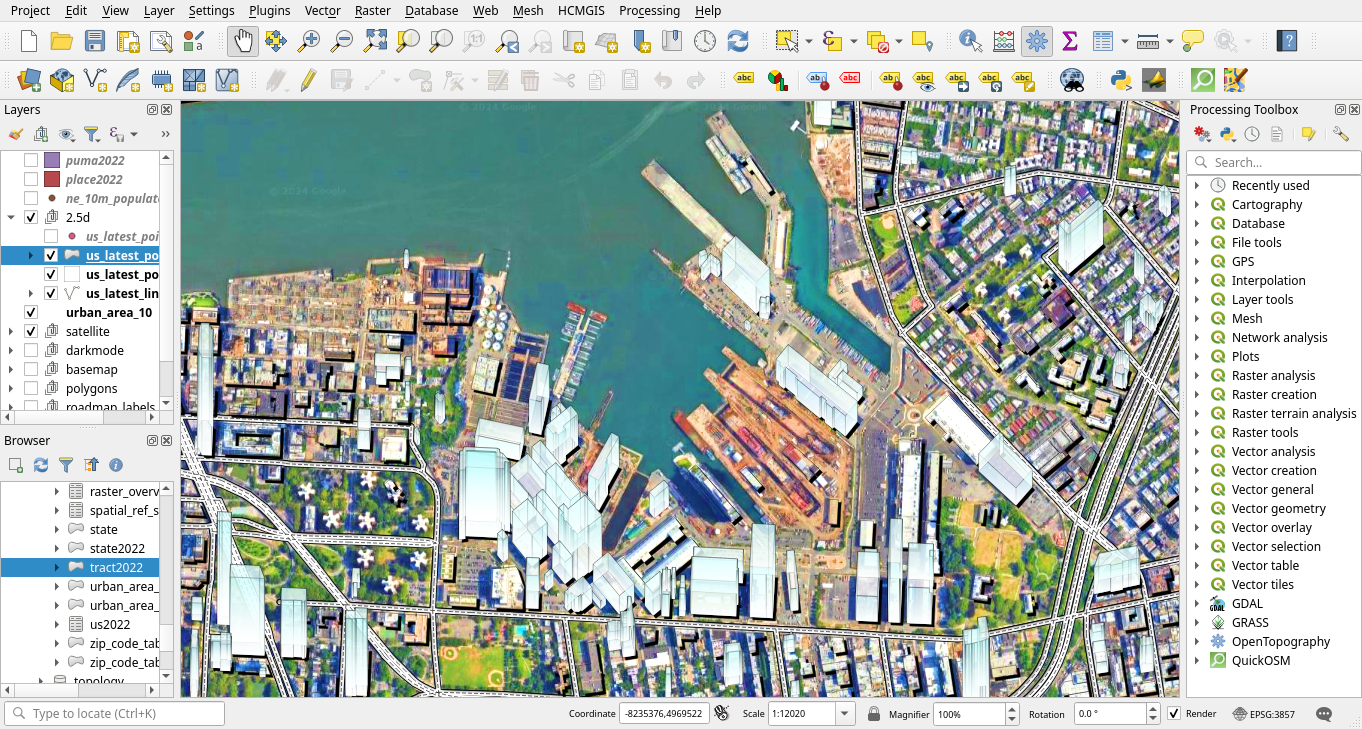 Project Edit View Layer Settings Plugins Vector Raster Database Web Mesh HCMGIS Processing Help
Layers
puma2022
place2022
ne_10m_populat
2.5d
us_latest_poi
us_latest_po
us_latest_po
us_latest_lin
urban_area_10
satellite
darkmode
basemap
polygons
roadmap_labels
Browser
raster_overv
spatial_ref_s
state
state2022
tract2022
urban_area_
urban_area_
us2022
zip_code_tab
zip_code_tab
topology
© 2024 Google
© 2024 Google
Processing Toolbox
Search...
Recently used
Cartography
Database
File tools
GPS
Interpolation
Layer tools
Mesh
Network analysis
Plots
Raster analysis
Raster creation
Raster terrain analysis
Raster tools
Vector analysis
Vector creation
Vector general
Vector geometry
Vector overlay
Vector selection
Vector table
Vector tiles
GDAL
GRASS
OpenTopography
QuickOSM
Type to locate (Ctrl+K)
Coordinate -8235376,4969522 Scale 1:12020 Magnifier 100% Rotation 0.0 ° Render EPSG:3857